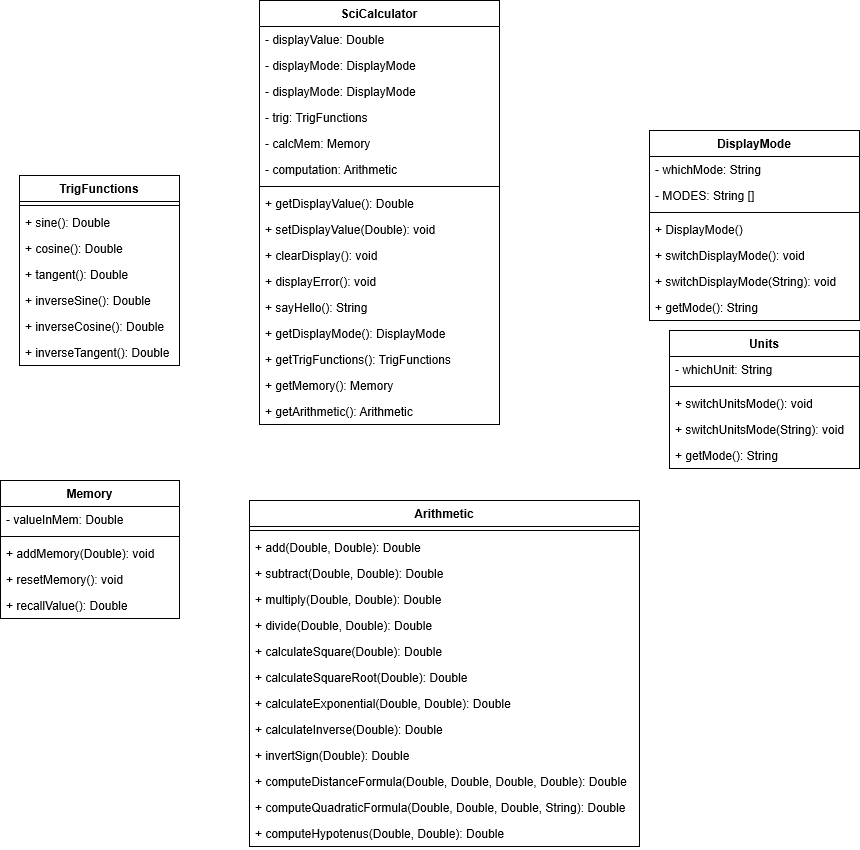 SciCalculator
- displayValue: Double
- displayMode: DisplayMode
- displayMode: DisplayMode
- trig: TrigFunctions
- calcMem: Memory
- computation: Arithmetic
+ getDisplayValue(): Double
+ setDisplayValue(Double): void
+ clearDisplay(): void
+ displayError(): void
+ sayHello(): String
+ getDisplayMode(): DisplayMode
+ getTrigFunctions(): TrigFunctions
+ getMemory(): Memory
+ getArithmetic(): Arithmetic
DisplayMode
- whichMode: String
- MODES: String []
+ DisplayMode()
+ switchDisplayMode(): void
+ switchDisplayMode(String): void
+ getMode(): String
TrigFunctions
+ sine(): Double
+ cosine(): Double
+ tangent(): Double
+ inverseSine(): Double
+ inverseCosine(): Double
+ inverseTangent(): Double
Units
- whichUnit: String
+ switchUnitsMode(): void
+ switchUnitsMode(String): void
+ getMode(): String
Memory
- valueInMem: Double
+ addMemory(Double): void
+ resetMemory(): void
+ recallValue(): Double
Arithmetic
+ add(Double, Double): Double
+ subtract(Double, Double): Double
+ multiply(Double, Double): Double
+ divide(Double, Double): Double
+ calculateSquare(Double): Double
+ calculateSquareRoot(Double): Double
+ calculateExponential(Double, Double): Double
+ calculateInverse(Double): Double
+ invertSign(Double): Double
+ computeDistanceFormula(Double, Double, Double, Double): Double
+ computeQuadraticFormula(Double, Double, Double, String): Double
+ computeHypotenus(Double, Double): Double